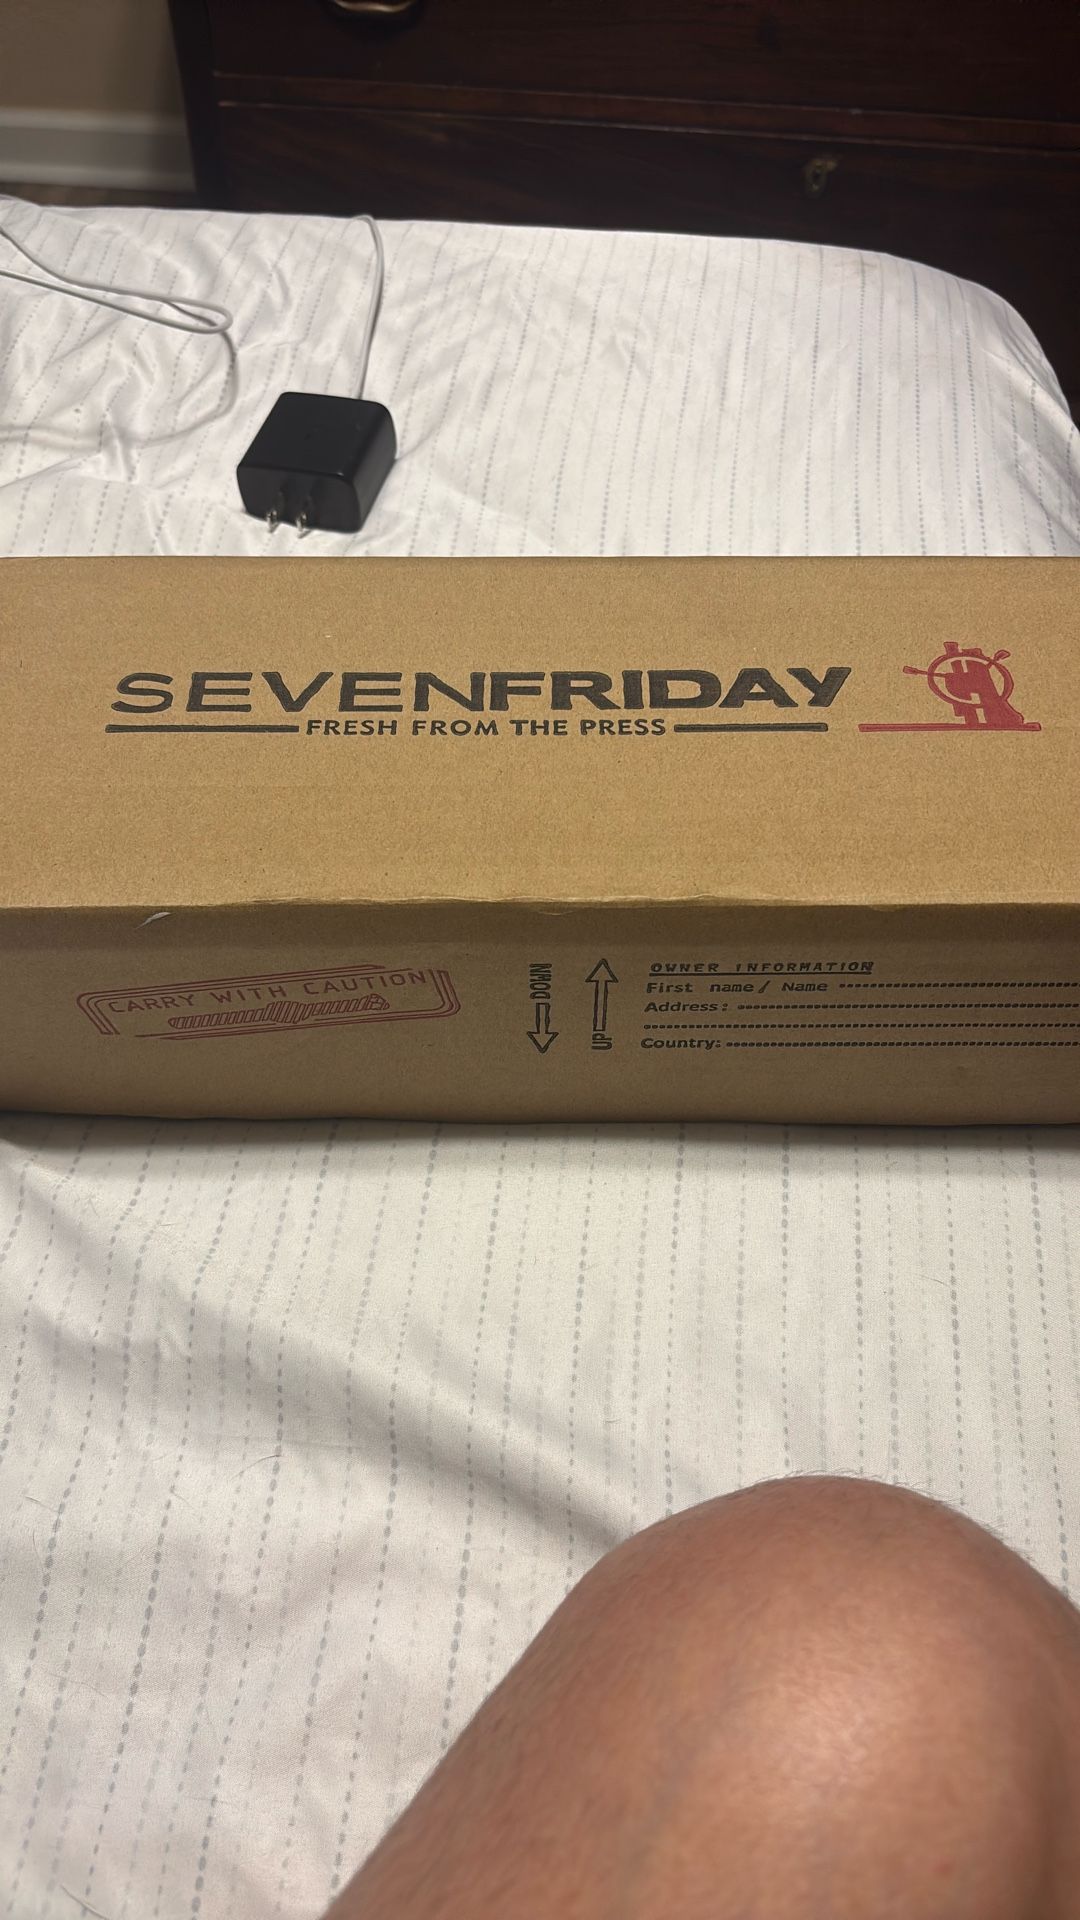 SEVENFRIDAY
FRESH FROM THE PRESS
CARRY WITH CAUTION
DOWN
UP
OWNER INFORMATION
First name/ Name
Address:
Country: